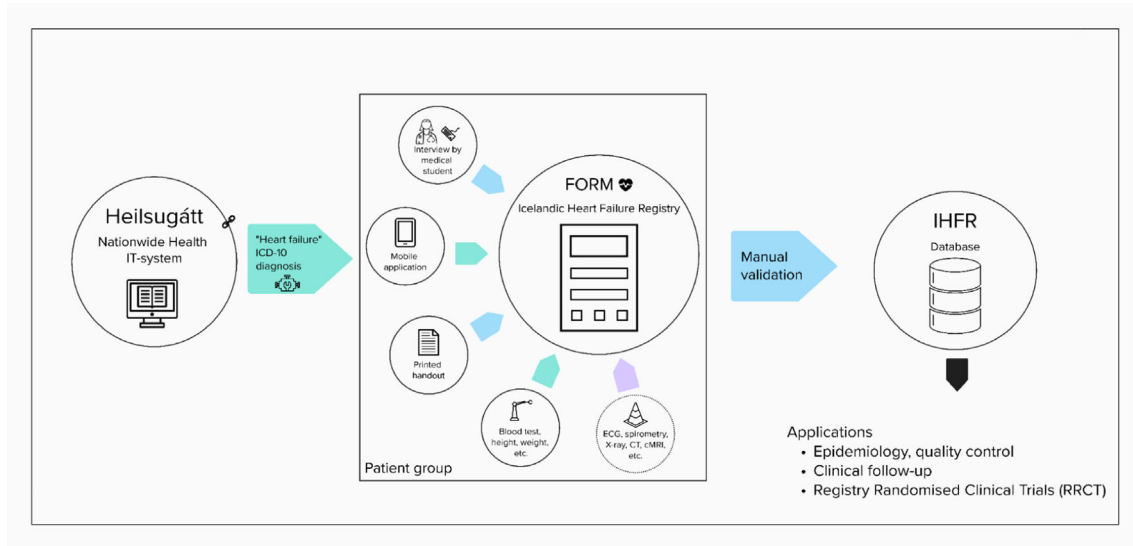 Heilsugátt
Nationwide Health
IT-system
"Heart failure"
ICD-10
diagnosis
Interview by
medical
student
Mobile
application
Printed
handout
Blood test,
height, weight,
etc.
ECG, spirometry,
X-ray, CT, cMRI,
etc.
Patient group
FORM
Icelandic Heart Failure Registry
Manual
validation
IHFR
Database
Applications
• Epidemiology, quality control
• Clinical follow-up
• Registry Randomised Clinical Trials (RRCT)